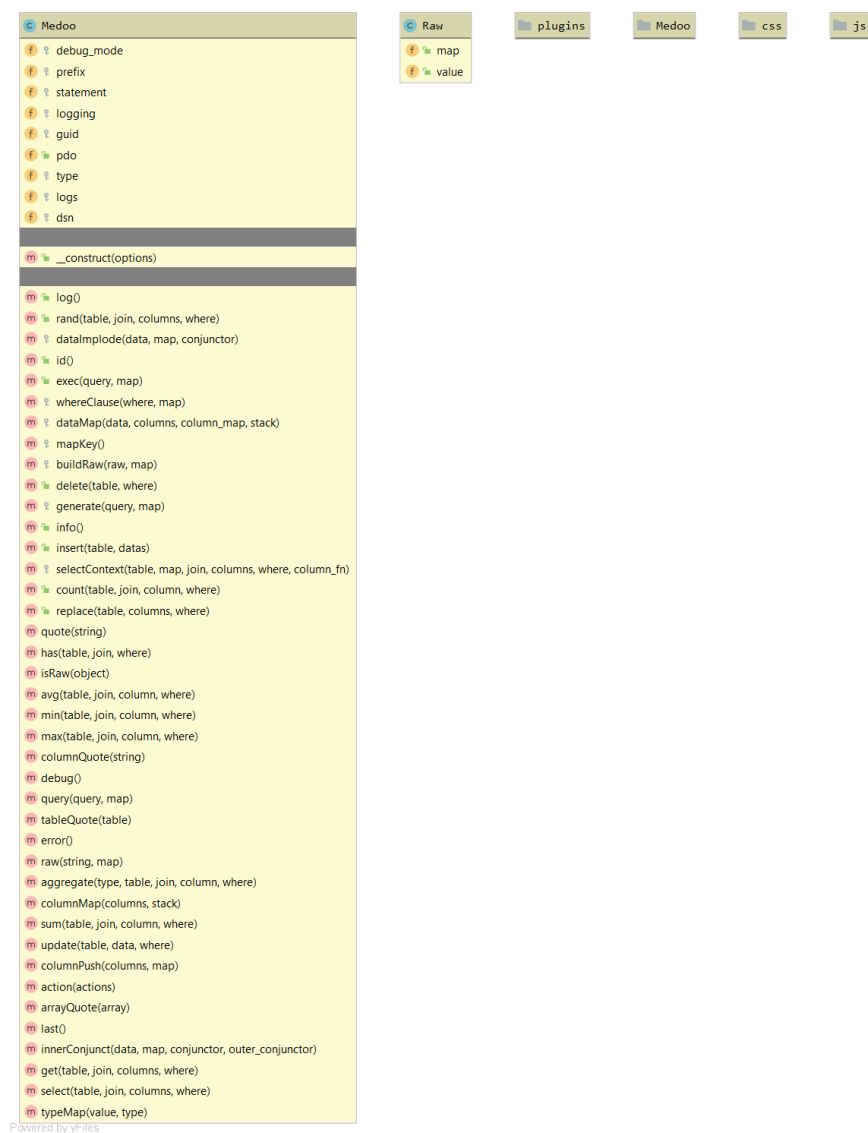 Medoo
debug_mode
prefix
statement
logging
guid
pdo
type
logs
dsn
__construct(options)
log()
rand(table, join, columns, where)
dataImplode(data, map, conjunctor)
id()
exec(query, map)
whereClause(where, map)
dataMap(data, columns, column_map, stack)
mapKey()
buildRaw(raw, map)
delete(table, where)
generate(query, map)
info()
insert(table, datas)
selectContext(table, map, join, columns, where, column_fn)
count(table, join, column, where)
replace(table, columns, where)
quote(string)
has(table, join, where)
isRaw(object)
avg(table, join, column, where)
min(table, join, column, where)
max(table, join, column, where)
columnQuote(string)
debug()
query(query, map)
tableQuote(table)
error()
raw(string, map)
aggregate(type, table, join, column, where)
columnMap(columns, stack)
sum(table, join, column, where)
update(table, data, where)
columnPush(columns, map)
action(actions)
arrayQuote(array)
last()
innerConjunct(data, map, conjunctor, outer_conjunctor)
get(table, join, columns, where)
select(table, join, columns, where)
typeMap(value, type)
Raw
map
value
plugins
Medoo
css
js
Powered by yFiles